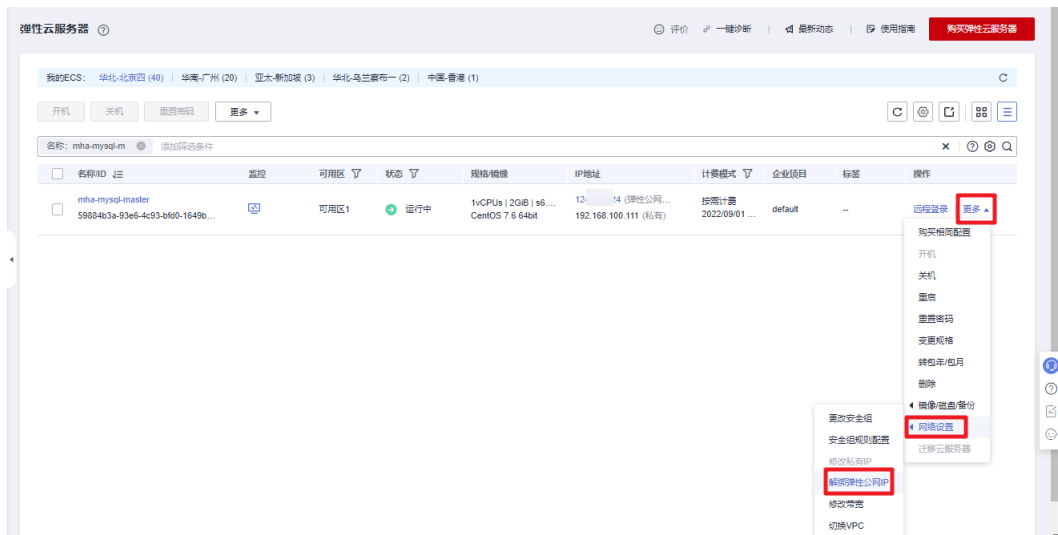 弹性云服务器
评价 一键诊断 最新动态 使用指南 购买弹性云服务器
我的ECS: 华北-北京四 (40) 华南-广州 (20) 亚太-新加坡 (3) 华北-乌兰察布一 (2) 中国-香港 (1)
开机 关机 重置密码 更多
名称: mha-mysql-m 添加筛选条件
名称/ID 监控 可用区 状态 规格/镜像 IP地址 计费模式 企业项目 标签 操作
mha-mysql-master
59884b3a-93e6-4c93-bfd0-1649b...
可用区1
运行中
1vCPUs | 2GiB | s6....
CentOS 7.6 64bit
12 24 (弹性公网...
192.168.100.111 (私有)
按需计费
2022/09/01 ...
default
--
远程登录 更多
购买相同配置
开机
关机
重启
重置密码
变更规格
转包年/包月
删除
镜像/磁盘/备份
网络设置
迁移云服务器
更改安全组
安全组规则配置
修改私有IP
解绑弹性公网IP
修改带宽
切换VPC